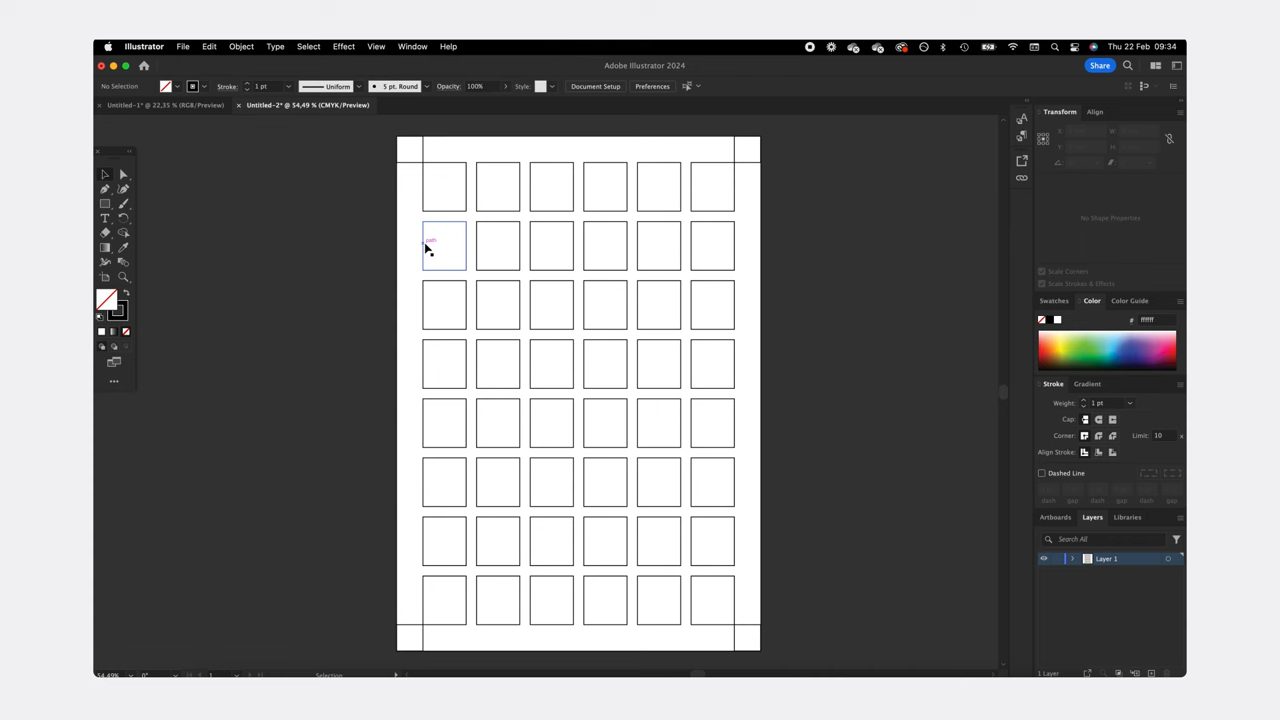 Illustrator File Edit Object Type Select Effect View Window Help Thu 22 Feb 09:34
Adobe Illustrator 2024 Share
No Selection Stroke: 1 pt Uniform 5 pt. Round Opacity: 100% Style: Document Setup Preferences
Untitled-1* @ 22,35 % (RGB/Preview) Untitled-2* @ 54,49 % (CMYK/Preview)
Transform Align
No Shape Properties
path
Scale Corners
Scale Strokes & Effects
Swatches Color Color Guide
# ffffff
Stroke Gradient
Weight: 1 pt
Cap:
Corner: Limit: 10 x
Align Stroke:
Dashed Line
dash gap dash gap dash gap
Artboards Layers Libraries
Search All
Layer 1
54,49% 0° 1 Selection 1 Layer